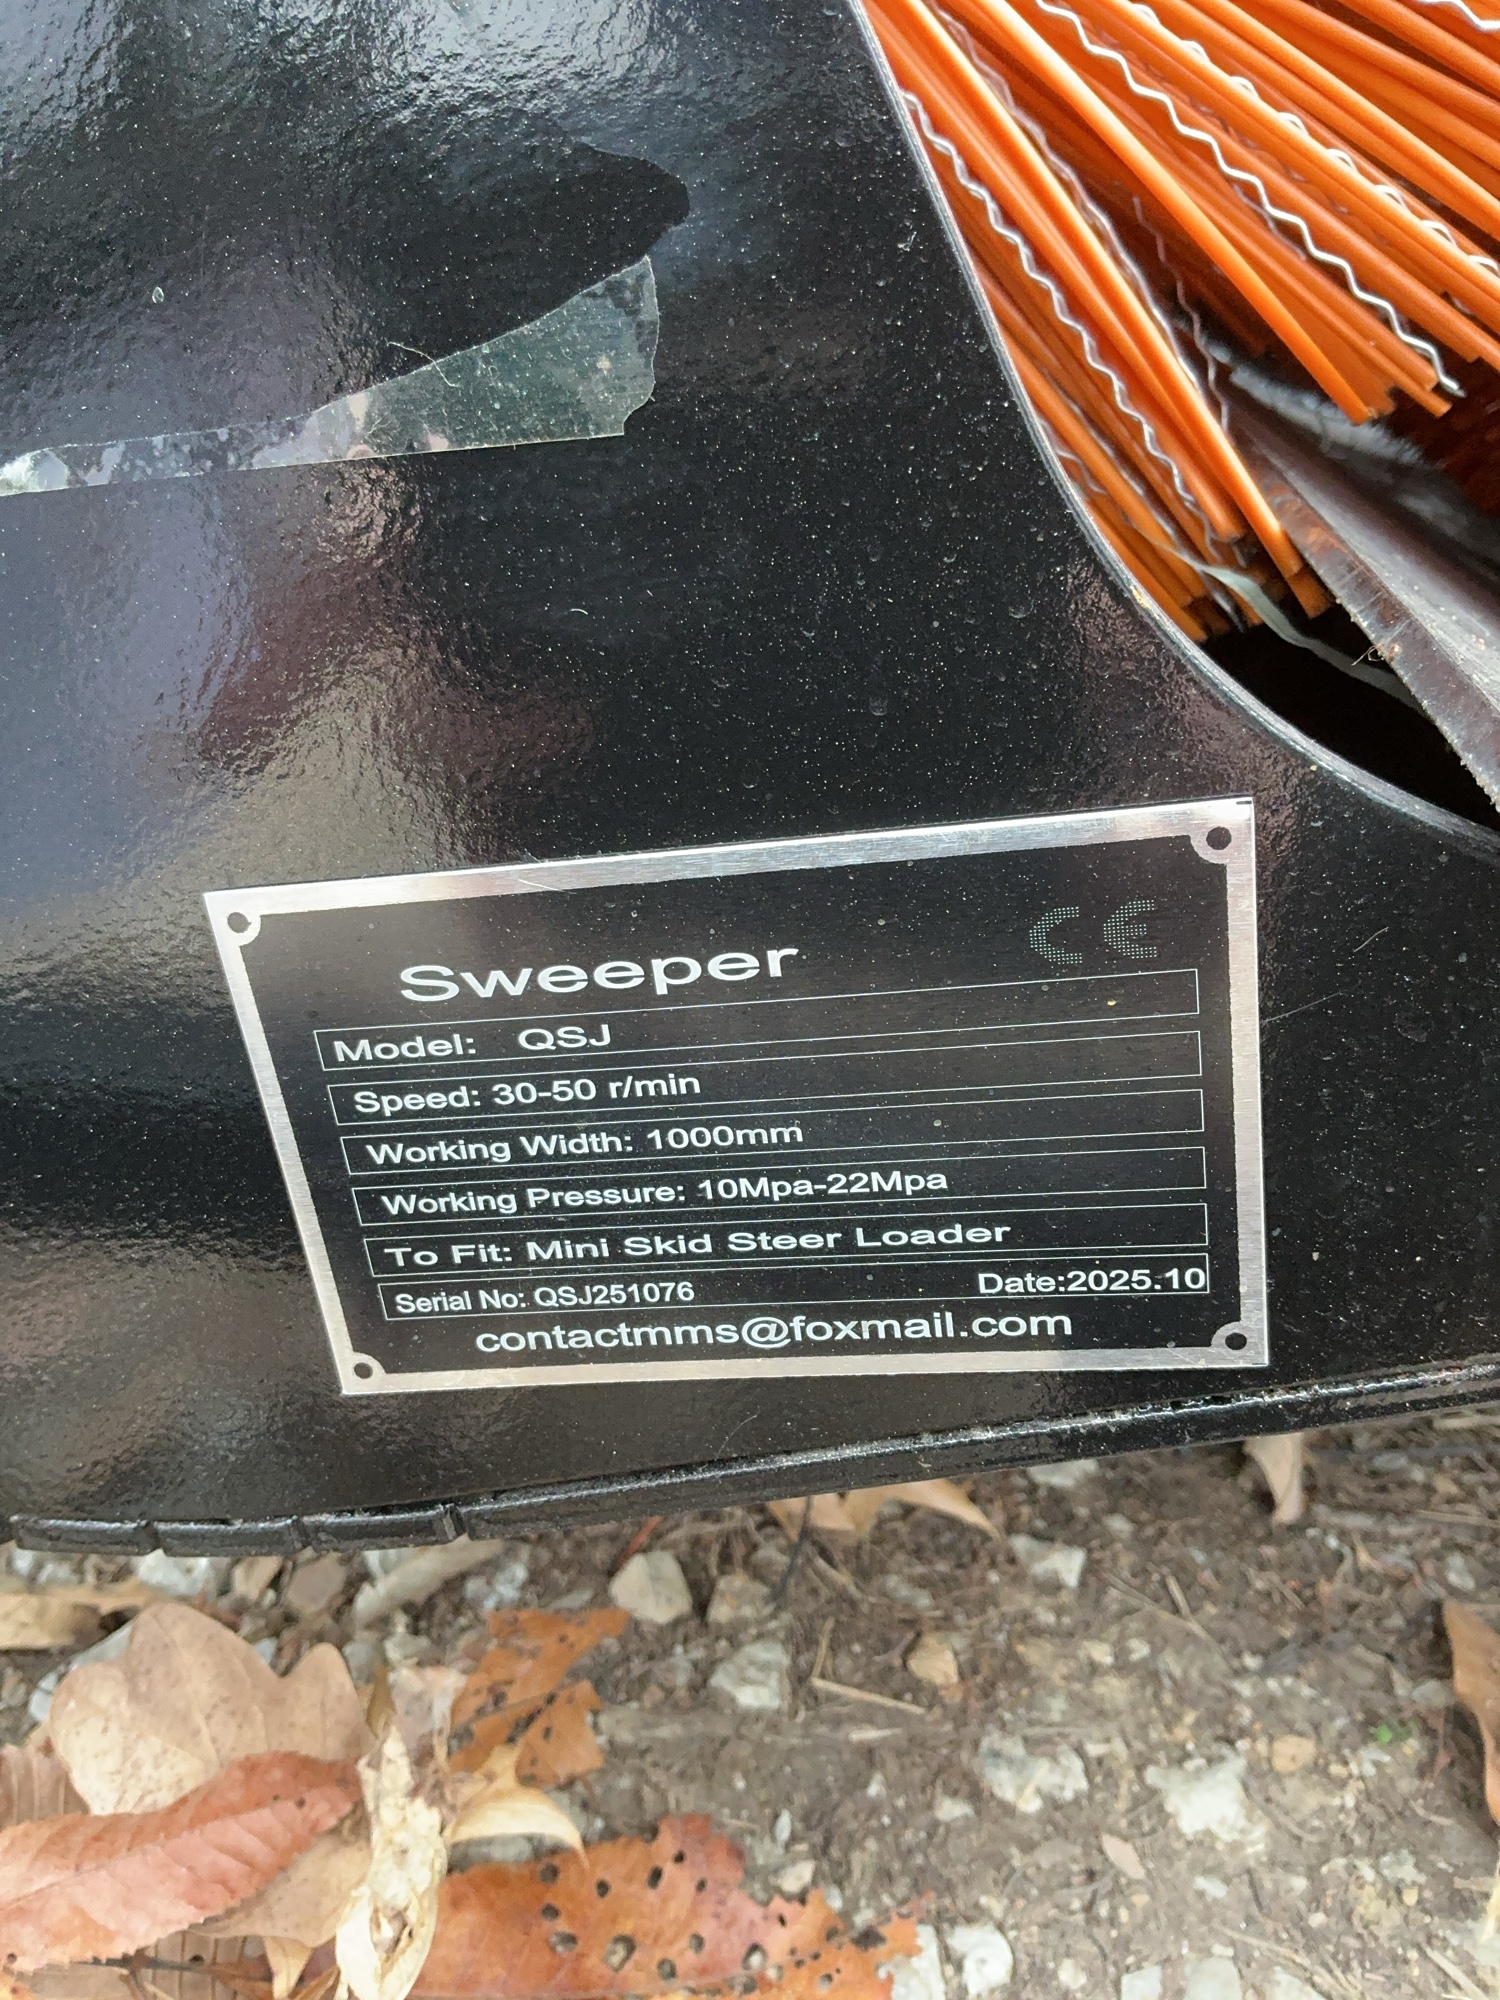 CE
Sweeper
Model: QSJ
Speed: 30-50 r/min
Working Width: 1000mm
Working Pressure: 10Mpa-22Mpa
To Fit: Mini Skid Steer Loader
Serial No:. QSJ251076 Date:2025.10
contactmms@foxmail.com